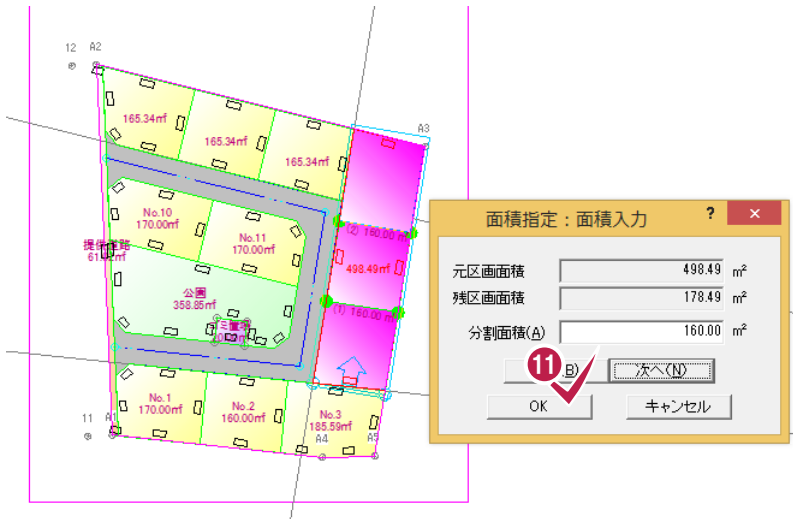 12 A2
A3
165.34㎡
165.34㎡
165.34㎡
No.10
170.00㎡
No.11
170.00㎡
(2) 160.00 ㎡
498.49㎡
公園
358.85㎡
(1) 160.00 ㎡
No.1
170.00㎡
No.2
160.00㎡
No.3
185.59㎡
11 A1
A4
A5
面積指定：面積入力 ? ×
元区画面積 498.49 m²
残区画面積 178.49 m²
分割面積(A) 160.00 m²
B) 次へ(N)
11
OK キャンセル